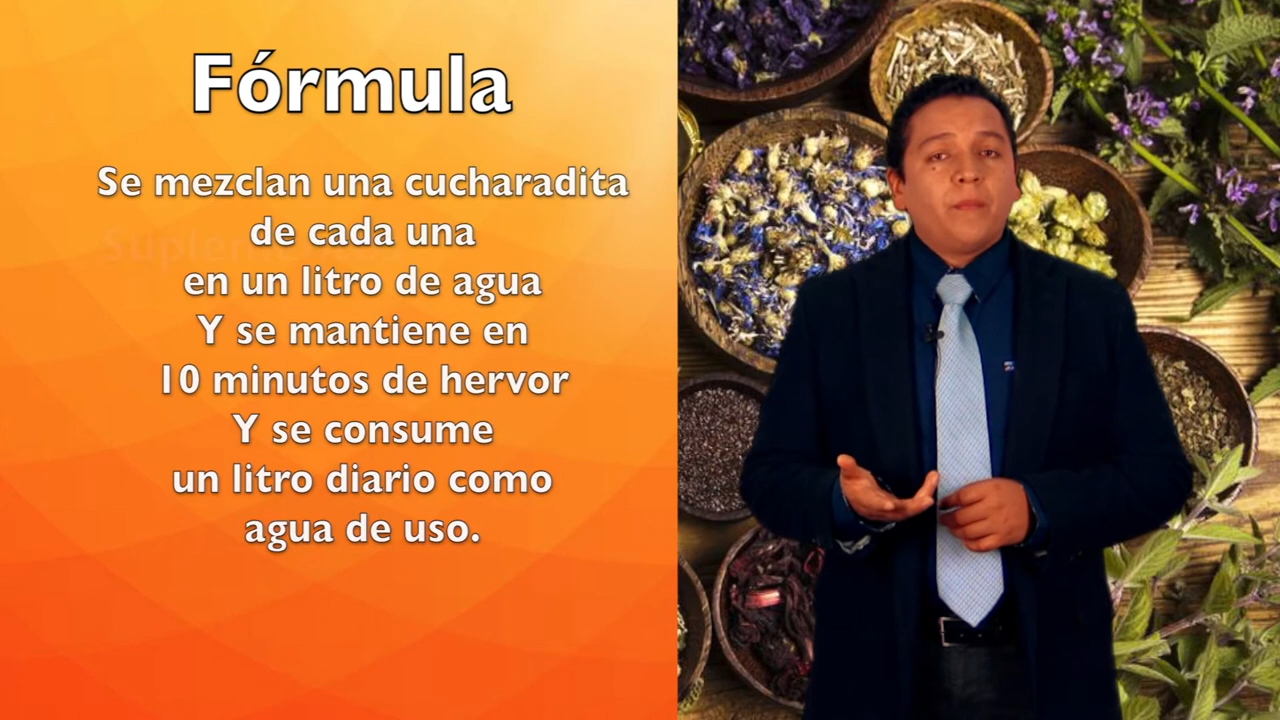 Fórmula
Se mezclan una cucharadita
de cada una
en un litro de agua
Y se mantiene en
10 minutos de hervor
Y se consume
un litro diario como
agua de uso.